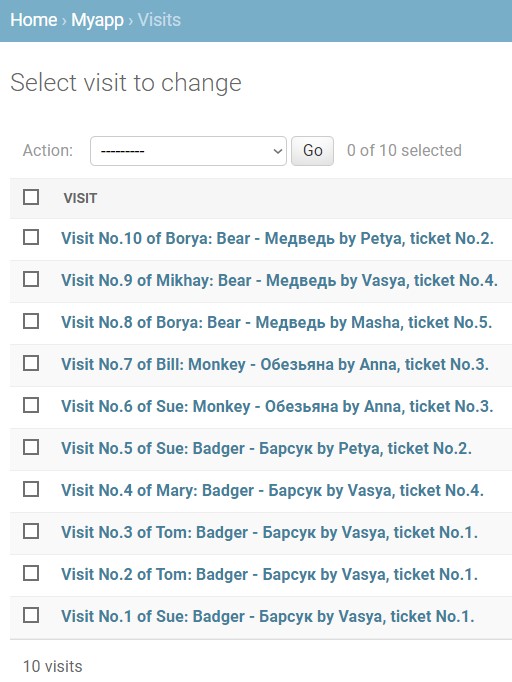 Home › Myapp › Visits
Select visit to change
Action: --------- Go 0 of 10 selected
VISIT
Visit No.10 of Borya: Bear - Медведь by Petya, ticket No.2.
Visit No.9 of Mikhay: Bear - Медведь by Vasya, ticket No.4.
Visit No.8 of Borya: Bear - Медведь by Masha, ticket No.5.
Visit No.7 of Bill: Monkey - Обезьяна by Anna, ticket No.3.
Visit No.6 of Sue: Monkey - Обезьяна by Anna, ticket No.3.
Visit No.5 of Sue: Badger - Барсук by Petya, ticket No.2.
Visit No.4 of Mary: Badger - Барсук by Vasya, ticket No.4.
Visit No.3 of Tom: Badger - Барсук by Vasya, ticket No.1.
Visit No.2 of Tom: Badger - Барсук by Vasya, ticket No.1.
Visit No.1 of Sue: Badger - Барсук by Vasya, ticket No.1.
10 visits